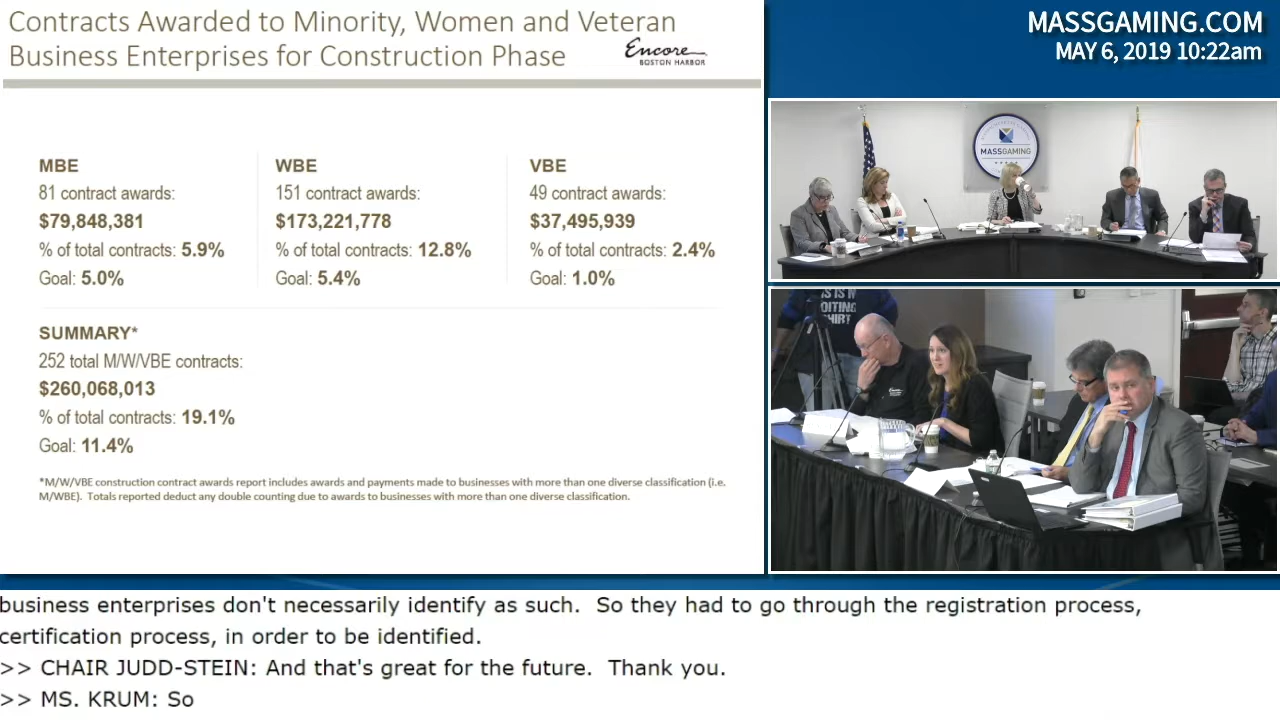 Contracts Awarded to Minority, Women and Veteran
Business Enterprises for Construction Phase
Encore
BOSTON HARBOR
MBE
81 contract awards:
$79,848,381
% of total contracts: 5.9%
Goal: 5.0%
WBE
151 contract awards:
$173,221,778
% of total contracts: 12.8%
Goal: 5.4%
VBE
49 contract awards:
$37,495,939
% of total contracts: 2.4%
Goal: 1.0%
SUMMARY*
252 total M/W/VBE contracts:
$260,068,013
% of total contracts: 19.1%
Goal: 11.4%
*M/W/VBE construction contract awards report includes awards and payments made to businesses with more than one diverse classification (i.e.
M/WBE).  Totals reported deduct any double counting due to awards to businesses with more than one diverse classification.
MASSGAMING.COM
MAY 6, 2019 10:22am
MASSGAMING
business enterprises don't necessarily identify as such.  So they had to go through the registration process,
certification process, in order to be identified.
>> CHAIR JUDD-STEIN: And that's great for the future.  Thank you.
>> MS. KRUM: So